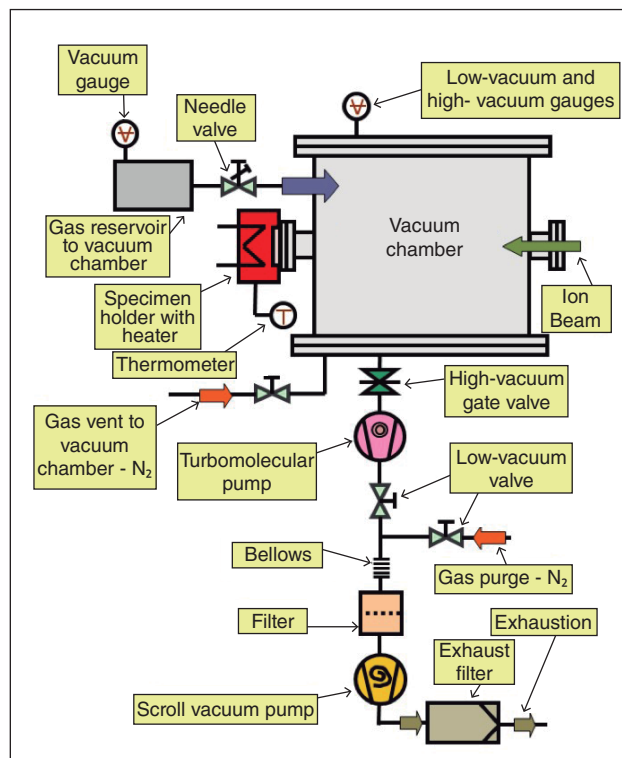 Vacuum
gauge
Needle
valve
Low-vacuum and
high- vacuum gauges
Gas reservoir
to vacuum
chamber
Vacuum
chamber
Specimen
holder with
heater
T
Thermometer
Ion
Beam
Gas vent to
vacuum
chamber - N₂
High-vacuum
gate valve
Turbomolecular
pump
Low-vacuum
valve
Bellows
Gas purge - N₂
Filter
Exhaustion
Exhaust
filter
Scroll vacuum pump